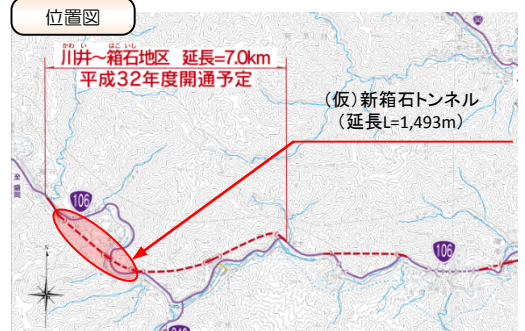 位置図
かわ い はこ いし
川井～箱石地区 延長=7.0km
平成32年度開通予定
(仮)新箱石トンネル
(延長L=1,493m)
106
106